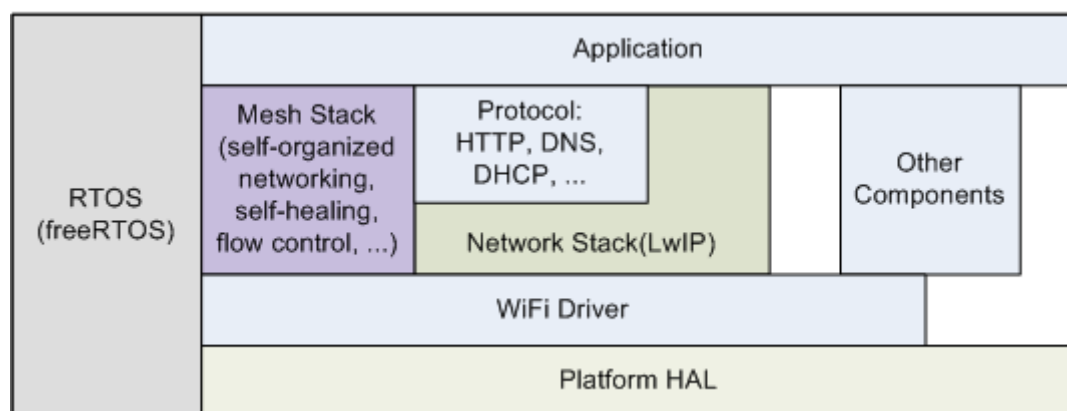 Application
RTOS
(freeRTOS)
Mesh Stack
(self-organized
networking,
self-healing,
flow control, ...)
Protocol:
HTTP, DNS,
DHCP, ...
Network Stack(LwIP)
Other
Components
WiFi Driver
Platform HAL